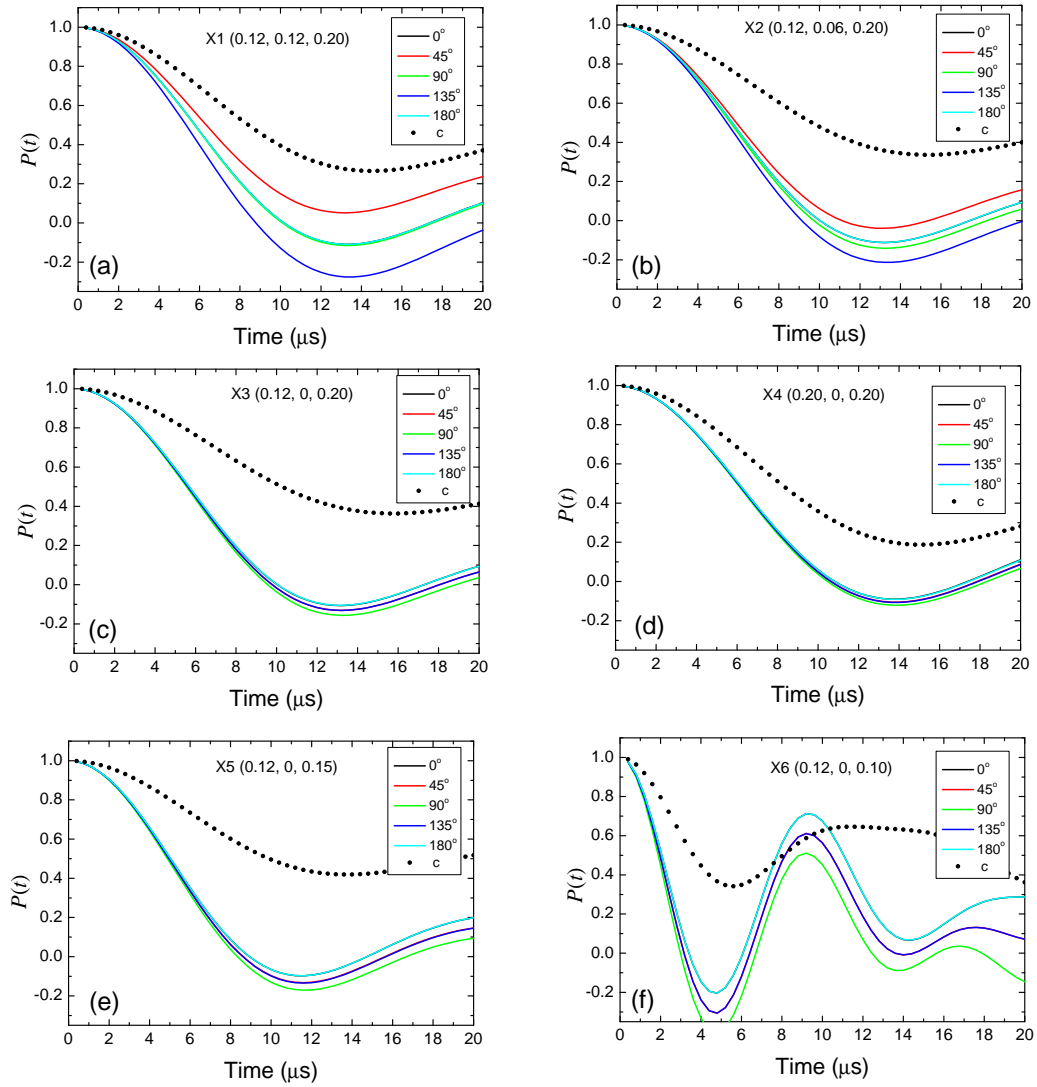 X1 (0.12, 0.12, 0.20)
0°
45°
90°
135°
180°
c
1.0
0.8
0.6
0.4
0.2
0.0
-0.2
P(t)
(a)
0 2 4 6 8 10 12 14 16 18 20
Time (μs)
X2 (0.12, 0.06, 0.20)
0°
45°
90°
135°
180°
c
1.0
0.8
0.6
0.4
0.2
0.0
-0.2
P(t)
(b)
0 2 4 6 8 10 12 14 16 18 20
Time (μs)
X3 (0.12, 0, 0.20)
0°
45°
90°
135°
180°
c
1.0
0.8
0.6
0.4
0.2
0.0
-0.2
P(t)
(c)
0 2 4 6 8 10 12 14 16 18 20
Time (μs)
X4 (0.20, 0, 0.20)
0°
45°
90°
135°
180°
c
1.0
0.8
0.6
0.4
0.2
0.0
-0.2
P(t)
(d)
0 2 4 6 8 10 12 14 16 18 20
Time (μs)
X5 (0.12, 0, 0.15)
0°
45°
90°
135°
180°
c
1.0
0.8
0.6
0.4
0.2
0.0
-0.2
P(t)
(e)
0 2 4 6 8 10 12 14 16 18 20
Time (μs)
X6 (0.12, 0, 0.10)
0°
45°
90°
135°
180°
c
1.0
0.8
0.6
0.4
0.2
0.0
-0.2
P(t)
(f)
0 2 4 6 8 10 12 14 16 18 20
Time (μs)